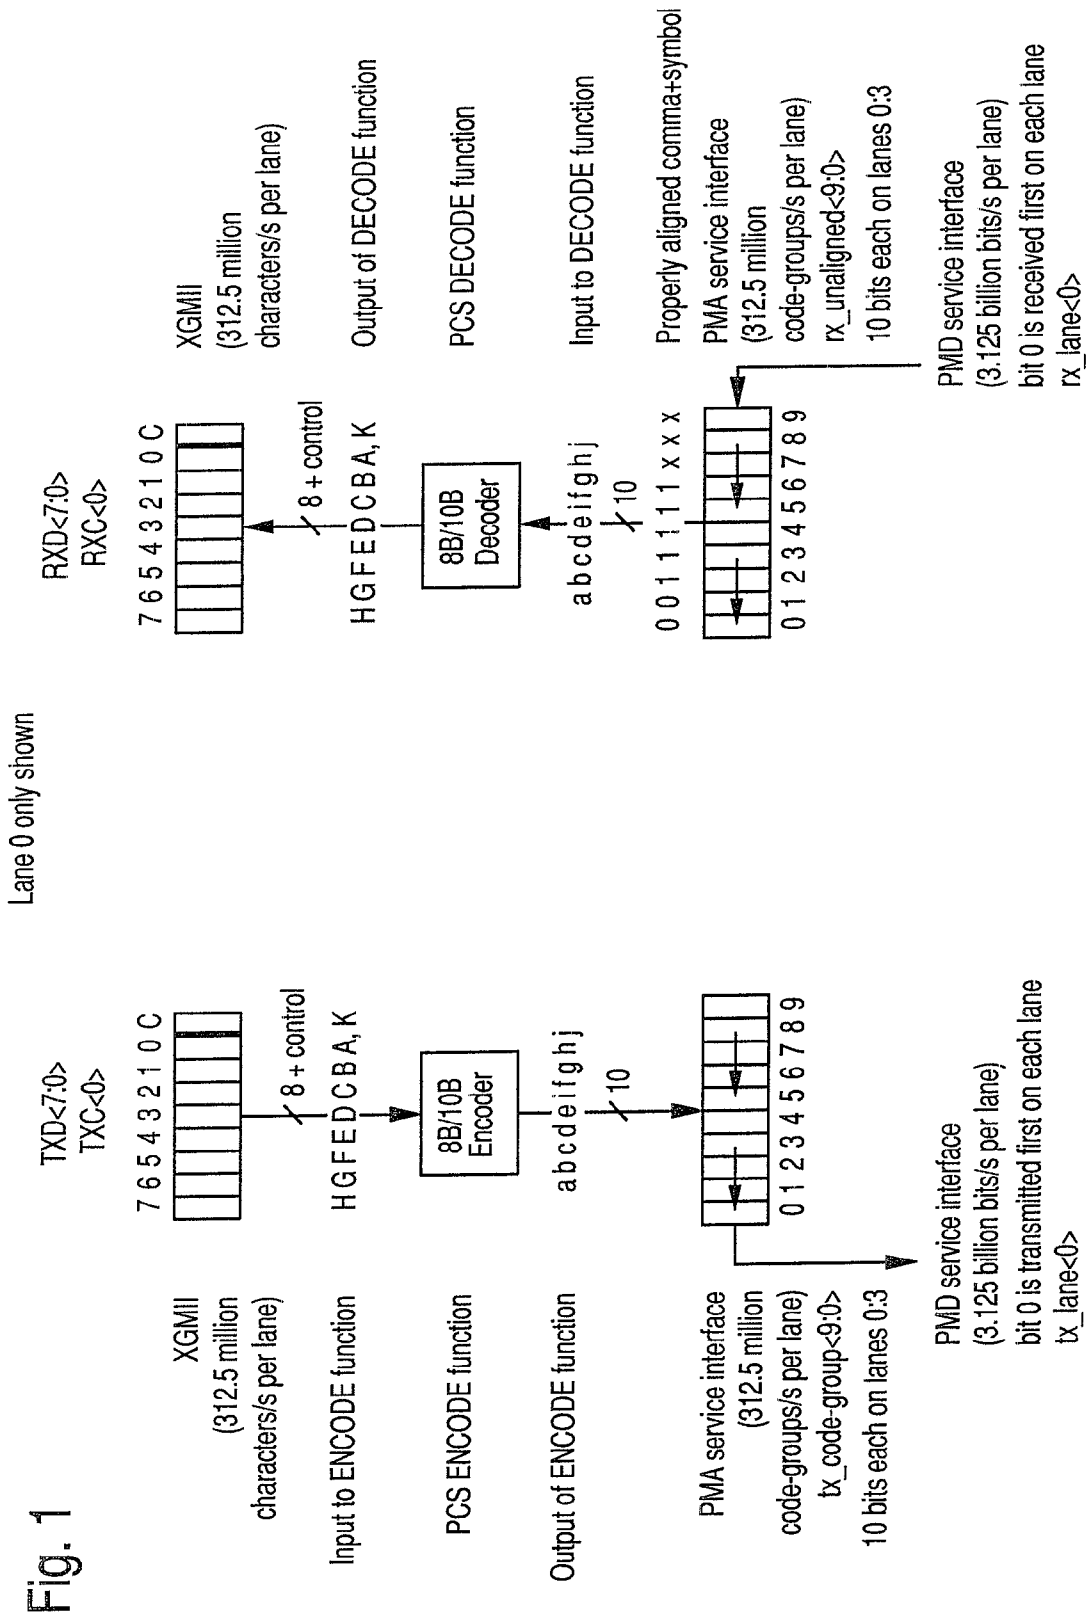 Fig. 1
Lane 0 only shown
TXD<7:0>
TXC<0>
7 6 5 4 3 2 1 0 C
XGMII
(312.5 million
characters/s per lane)
8 + control
Input to ENCODE function
H G F E D C B A, K
PCS ENCODE function
8B/10B
Encoder
Output of ENCODE function
a b c d e i f g h j
10
PMA service interface
(312.5 million
code-groups/s per lane)
tx_code-group<9:0>
10 bits each on lanes 0:3
0 1 2 3 4 5 6 7 8 9
PMD service interface
(3.125 billion bits/s per lane)
bit 0 is transmitted first on each lane
tx_lane<0>
RXD<7:0>
RXC<0>
7 6 5 4 3 2 1 0 C
XGMII
(312.5 million
characters/s per lane)
8 + control
H G F E D C B A, K
Output of DECODE function
8B/10B
Decoder
PCS DECODE function
a b c d e i f g h j
Input to DECODE function
10
0 0 1 1 1 1 1 x x x
Properly aligned comma+symbol
PMA service interface
(312.5 million
code-groups/s per lane)
rx_unaligned<9:0>
10 bits each on lanes 0:3
0 1 2 3 4 5 6 7 8 9
PMD service interface
(3.125 billion bits/s per lane)
bit 0 is received first on each lane
rx_lane<0>